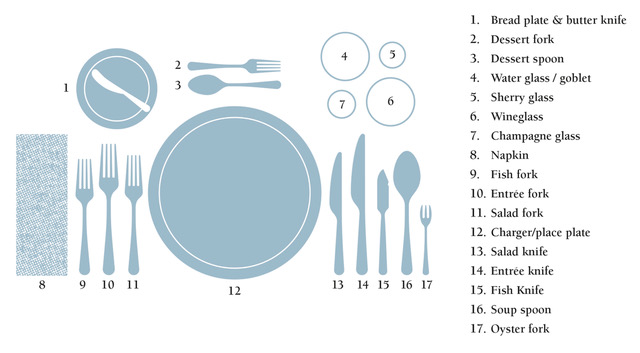 1
2
3
4
5
7
6
8
9
10
11
12
13
14
15
16
17
1. Bread plate & butter knife
2. Dessert fork
3. Dessert spoon
4. Water glass / goblet
5. Sherry glass
6. Wineglass
7. Champagne glass
8. Napkin
9. Fish fork
10. Entrée fork
11. Salad fork
12. Charger/place plate
13. Salad knife
14. Entrée knife
15. Fish Knife
16. Soup spoon
17. Oyster fork